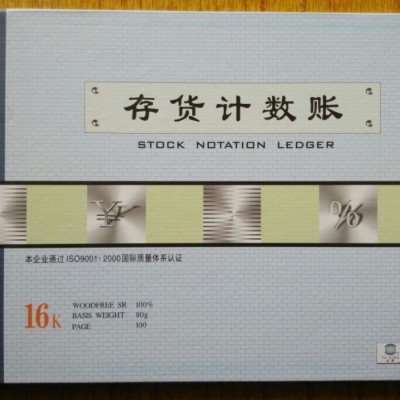 存货计数账
STOCK NOTATION LEDGER
%
本企业通过ISO9001:2000国际质量体系认证
16K
WOODFREE SR 100%
BASIS WEIGHT 80g
PAGE 100